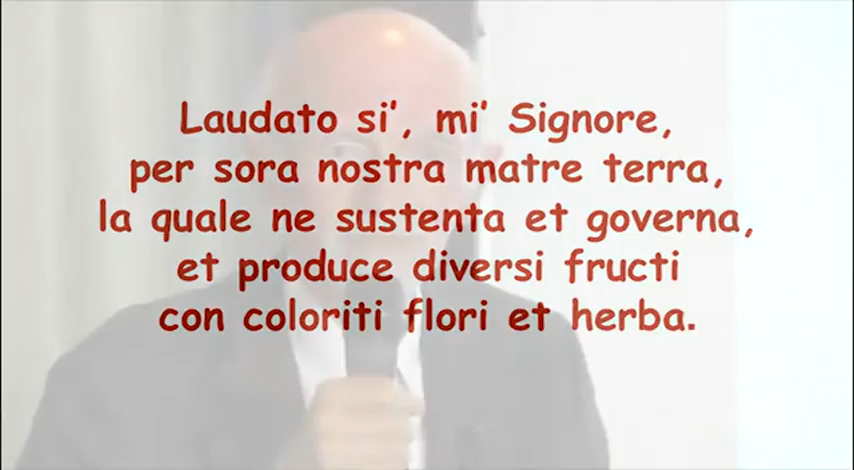 Laudato si', mi' Signore,
per sora nostra matre terra,
la quale ne sustenta et governa,
et produce diversi fructi
con coloriti flori et herba.